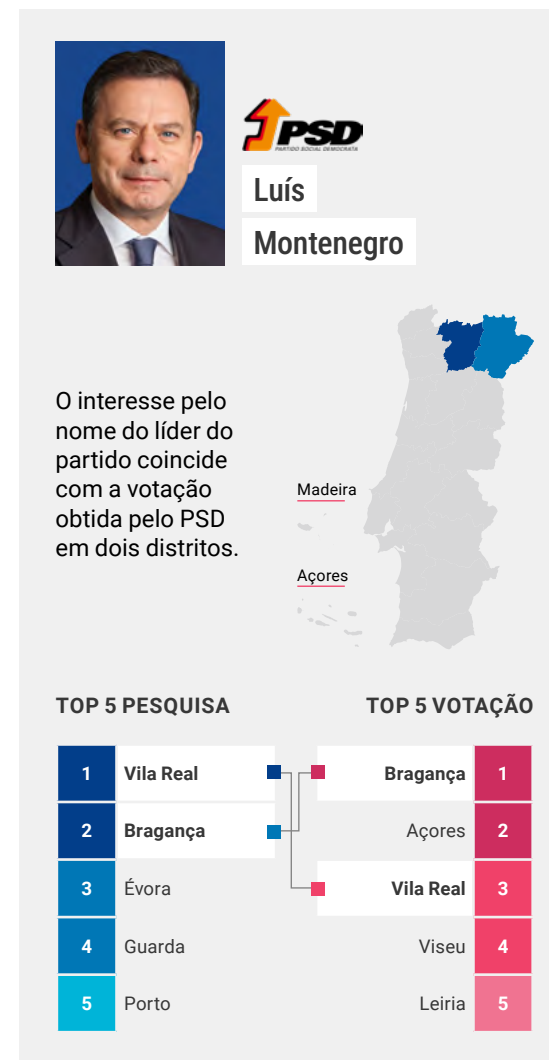 PSD
PARTIDO SOCIAL DEMOCRATA
Luís
Montenegro
O interesse pelo
nome do líder do
partido coincide
com a votação
obtida pelo PSD
em dois distritos.
Madeira
Açores
TOP 5 PESQUISA
1 Vila Real
2 Bragança
3 Évora
4 Guarda
5 Porto
TOP 5 VOTAÇÃO
Bragança 1
Açores 2
Vila Real 3
Viseu 4
Leiria 5